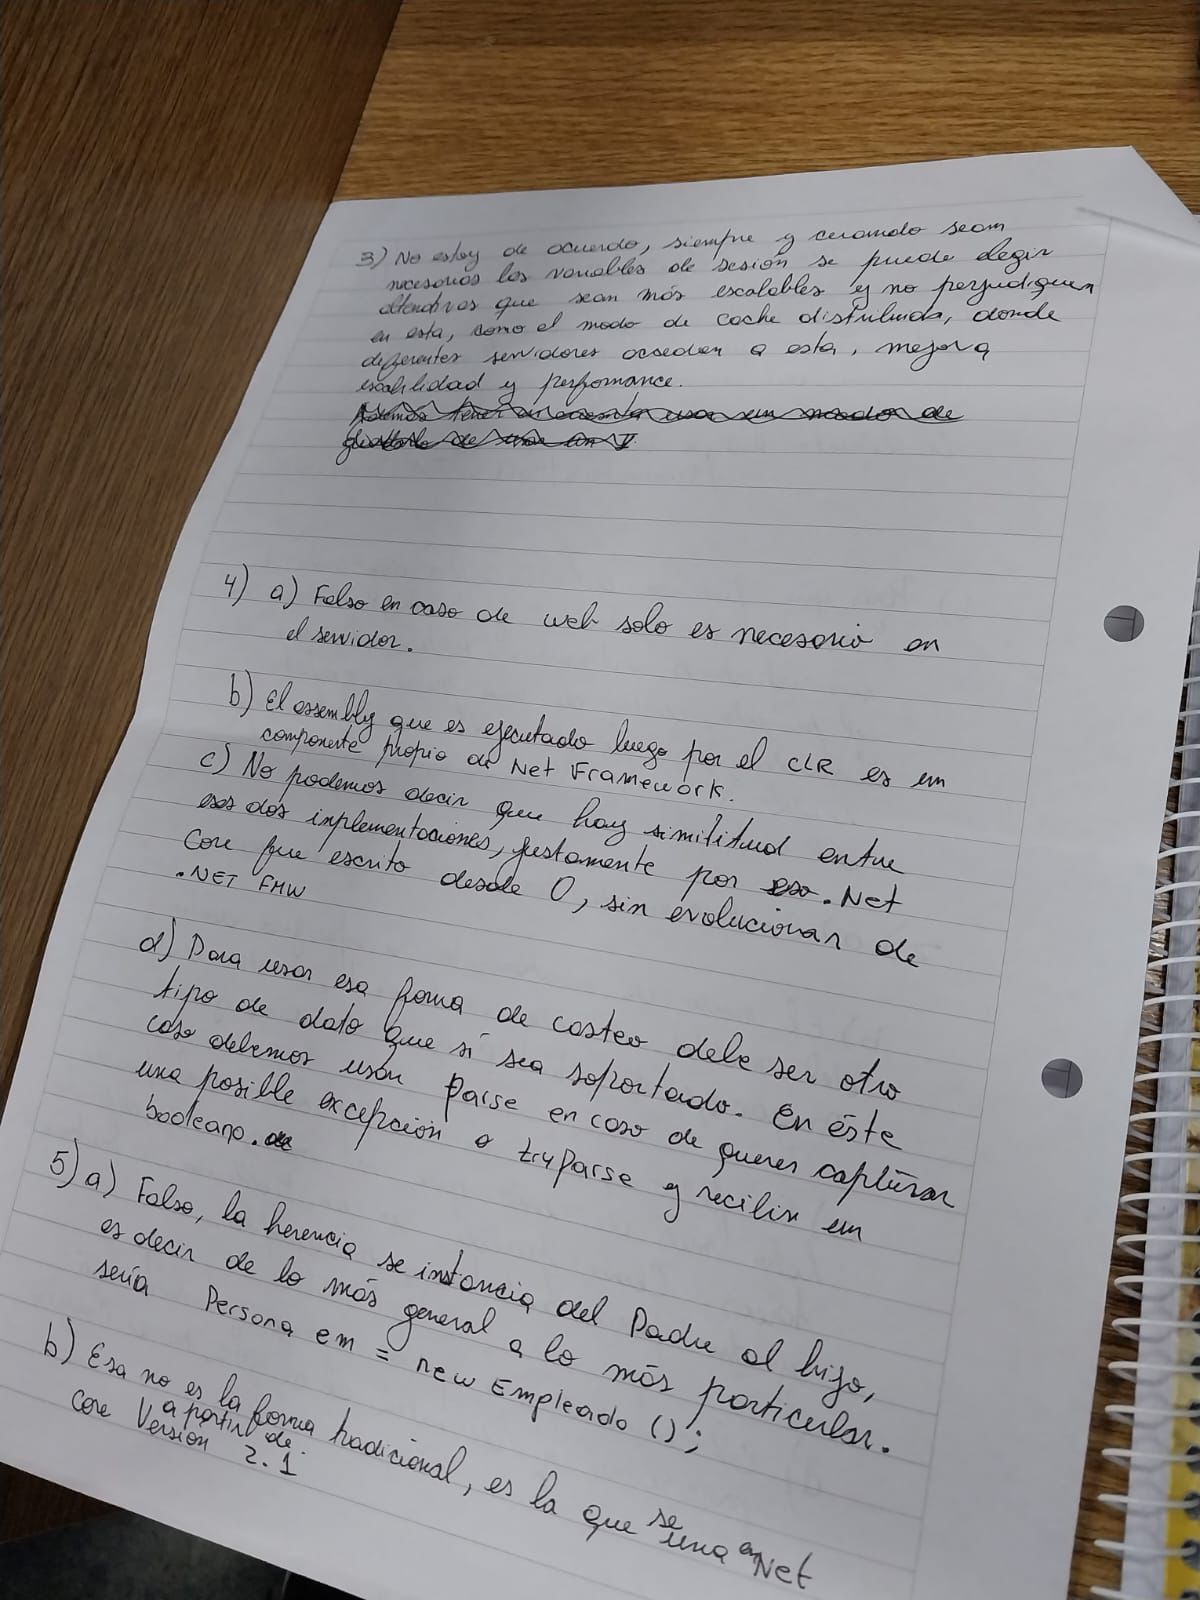 3) No estoy de acuerdo, siempre y cuando sean
necesarios las variables de sesión se puede elegir
alternativas que sean más escalables y no perjudiquen
en esta, como el modo de cache distribuida, donde
diferentes servidores acceden a esta, mejora
escabilidad y performance.
4) a) Falso en caso de web solo es necesario en
el servidor.
b) El assembly que es ejecutado luego por el CLR es un
componente propio de Net Framework.
c) No podemos decir que hay similitud entre
esas dos implementaciones, justamente por eso .Net
Core fue escrito desde 0, sin evolucionar de
.NET FMW
d) Para usar esa forma de casteo debe ser otro
tipo de dato que si sea soportado. En éste
caso debemos usar Parse en caso de querer capturar
una posible excepción o tryParse y recibir un
booleano.
5) a) Falso, la herencia se instancia del Padre al hijo,
es decir de lo más general a lo más particular.
sería Persona em = new Empleado ();
b) Esa no es la forma tradicional, es la que se usa en Net
core a partir de Version 2.1